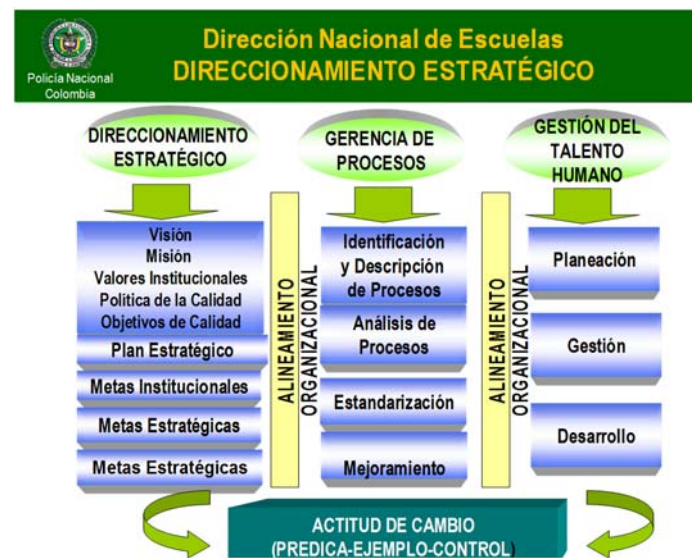 Policía Nacional
Colombia
Dirección Nacional de Escuelas
DIRECCIONAMIENTO ESTRATÉGICO
DIRECCIONAMIENTO
ESTRATÉGICO
Visión
Misión
Valores Institucionales
Política de la Calidad
Objetivos de Calidad
Plan Estratégico
Metas Institucionales
Metas Estratégicas
Metas Estratégicas
ALINEAMIENTO
ORGANIZACIONAL
GERENCIA DE
PROCESOS
Identificación
y Descripción
de Procesos
Análisis de
Procesos
Estandarización
Mejoramiento
ALINEAMIENTO
ORGANIZACIONAL
GESTIÓN DEL
TALENTO
HUMANO
Planeación
Gestión
Desarrollo
ACTITUD DE CAMBIO
(PREDICA-EJEMPLO-CONTROL)